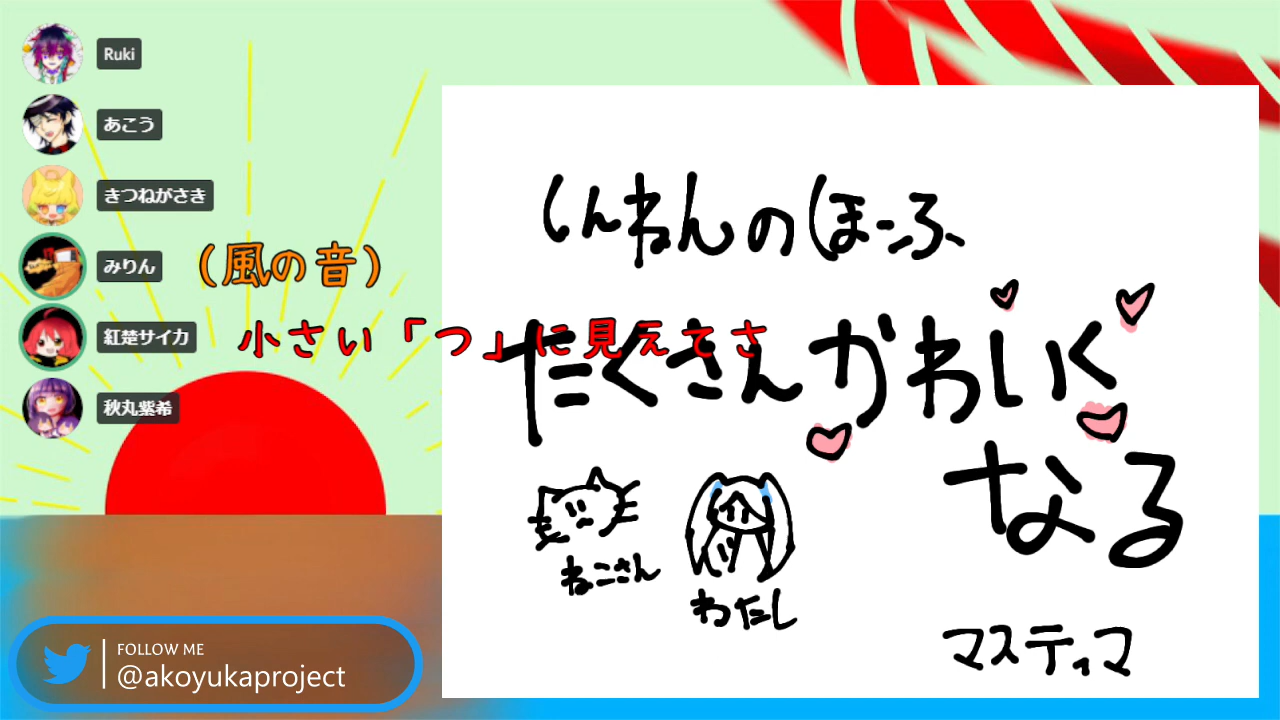 Ruki
あこう
きつねがさき
みりん
(風の音)
紅楚サイカ
小さい「つ」に見えてさ
秋丸紫希
しんねんのほーふ
たくさんかわいく
なる
ねこさん
わたし
マスティマ
FOLLOW ME
@akoyukaproject